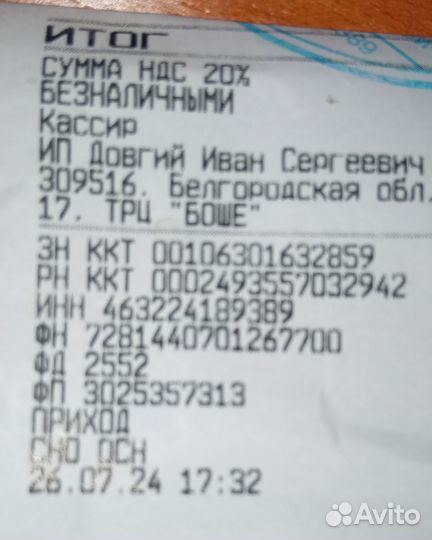 ИТОГ
СУММА НДС 20%
БЕЗНАЛИЧНЫМИ
Кассир
ИП Довгий Иван Сергеевич
309516. Белгородская обл.
17. ТРЦ "БОШЕ"
ЗН ККТ 00106301632859
РН ККТ 0002493557032942
ИНН 463224189389
ФН 7281440701267700
ФД 2552
ФП 3025357313
ПРИХОД
СНО ОСН
26.07.24 17:32
Avito